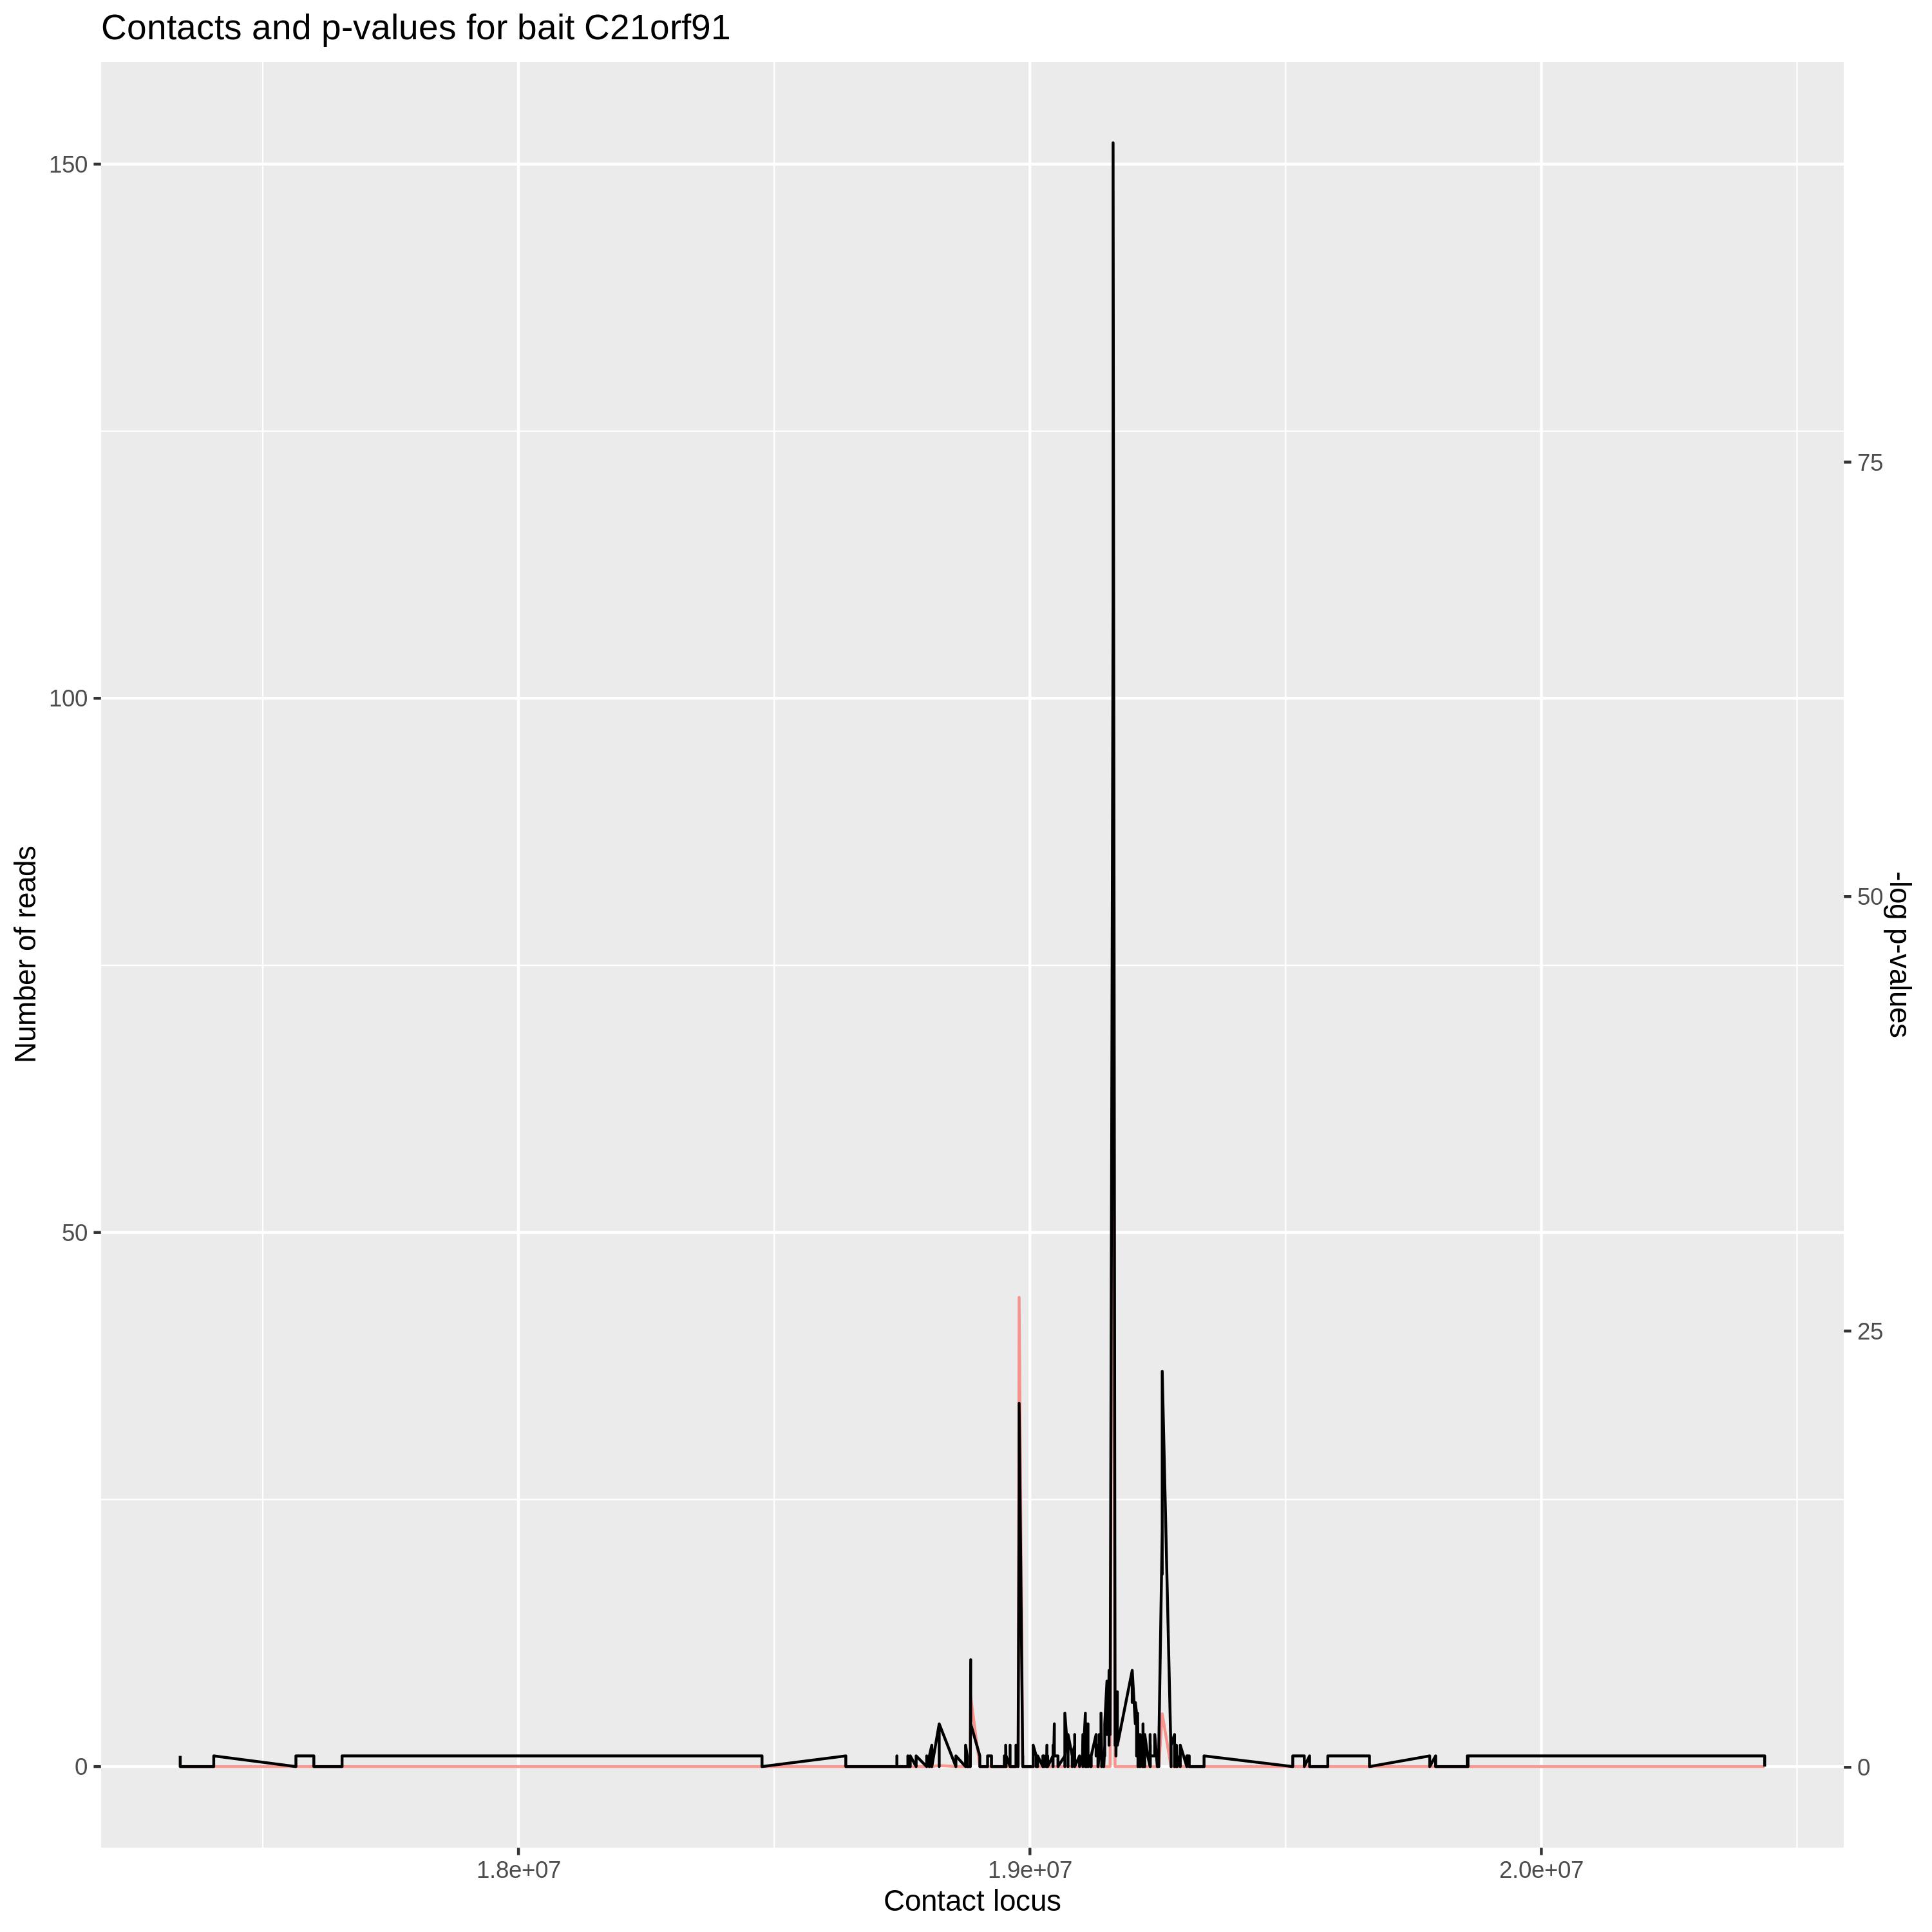 Contacts and p-values for bait C21orf91
150
100
50
0
Number of reads
75
50
25
0
-log p-values
1.8e+07
1.9e+07
2.0e+07
Contact locus